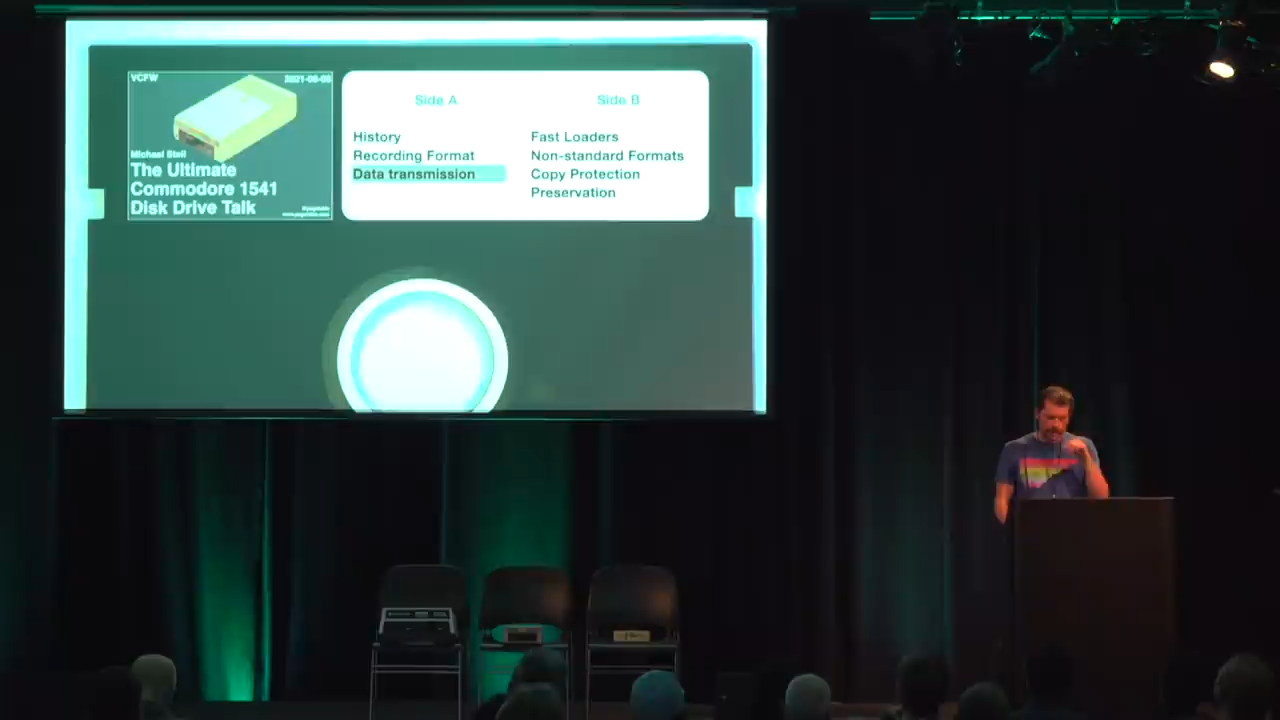 VCFW
2021-08-08
Michael Steil
The Ultimate
Commodore 1541
Disk Drive Talk
Side A
History
Recording Format
Data transmission
Side B
Fast Loaders
Non-standard Formats
Copy Protection
Preservation